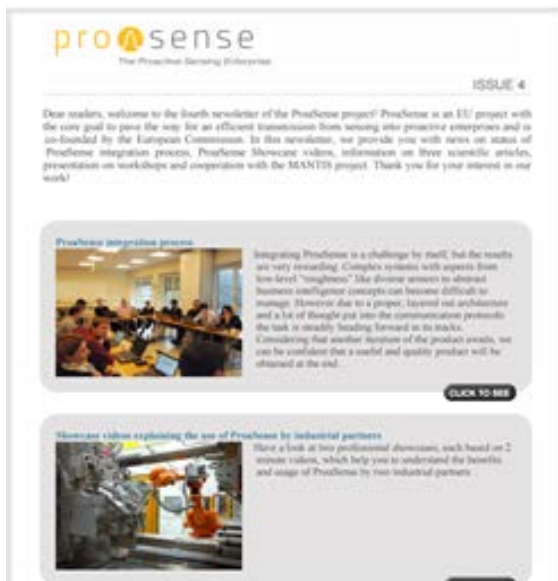 pro sense
The Proactive Sensing Enterprise
ISSUE 4
Dear readers, welcome to the fourth newsletter of the ProaSense project! ProaSense is an EU project with
the core goal to pave the way for an efficient transmission from sensing into proactive enterprises and is
co-founded by the European Commission. In this newsletter, we provide you with news on status of
ProaSense integration process, ProaSense Showcase videos, information on three scientific articles,
presentation on workshops and cooperation with the MANTIS project. Thank you for your interest in our
work!
ProaSense integration process
Integrating ProaSense is a challenge by itself, but the results
are very rewarding. Complex systems with aspects from
low-level "roughness" like diverse sensors to abstract
business intelligence concepts can become difficult to
manage. However due to a proper, layered out architecture
and a lot of thought put into the communication protocols
the task is steadily heading forward in its tracks.
Considering that another iteration of the product awaits, we
can be confident that a useful and quality product will be
obtained at the end.
CLICK TO SEE
Showcase videos explaining the use of ProaSense by industrial partners
Have a look at two professional showcases, each based on 2
minute videos, which help you to understand the benefits
and usage of ProaSense by two industrial partners